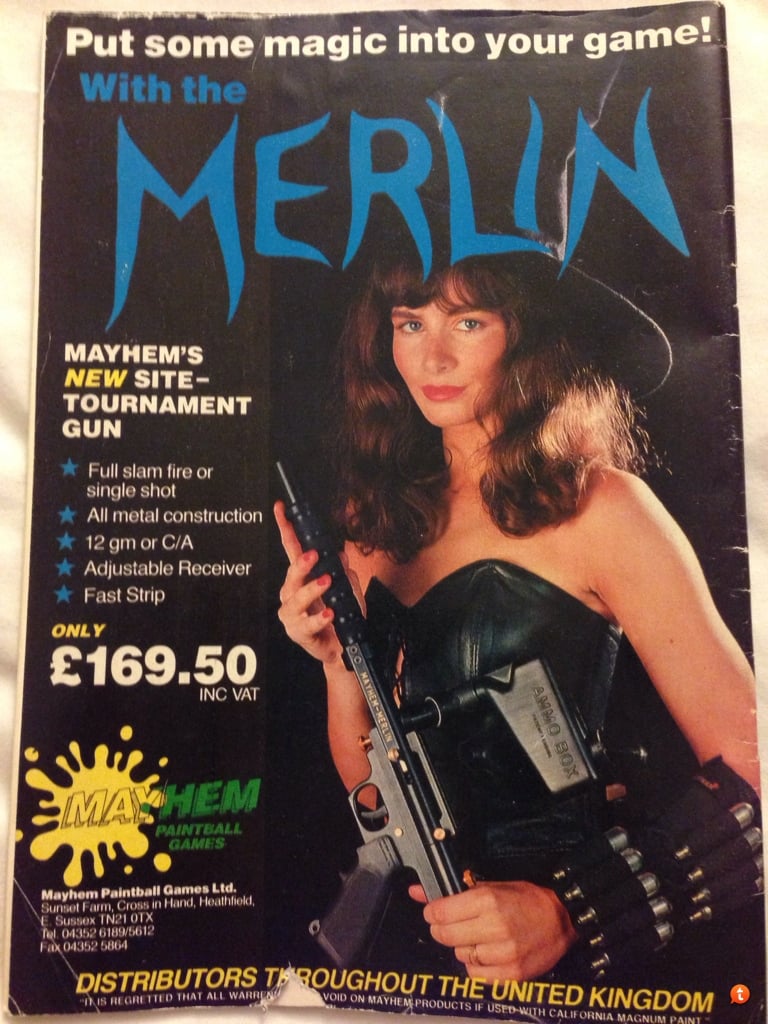 Put some magic into your game!
With the
MERLIN
MAYHEM'S
NEW SITE–
TOURNAMENT
GUN
★ Full slam fire or
single shot
★ All metal construction
★ 12 gm or C/A
★ Adjustable Receiver
★ Fast Strip
ONLY
£169.50
INC VAT
MAYHEM-MERLIN
AMMO BOX
MAYHEM
PAINTBALL
GAMES
Mayhem Paintball Games Ltd.
Sunset Farm, Cross in Hand, Heathfield,
E. Sussex TN21 0TX
Tel. 04352 6189/5612
Fax 04352 5864
DISTRIBUTORS THROUGHOUT THE UNITED KINGDOM
"IT IS REGRETTED THAT ALL VOID ON MAYHEM PRODUCTS IF USED WITH CALIFORNIA MAGNUM PAINT"
t